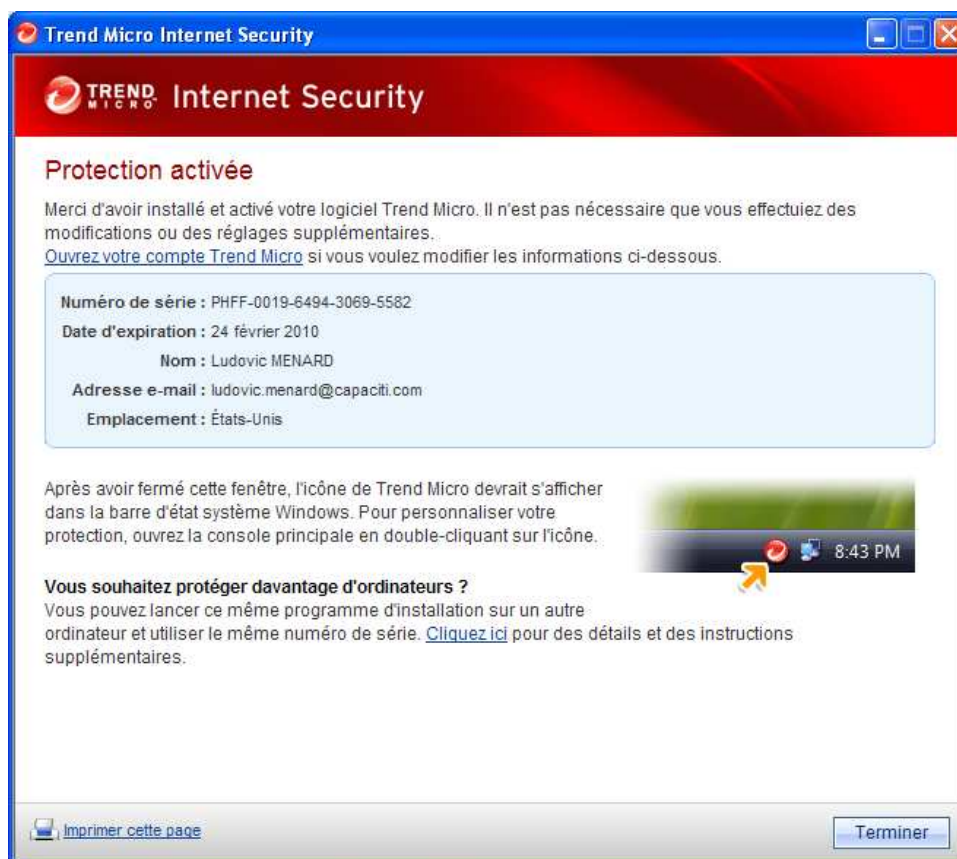 Trend Micro Internet Security
TREND MICRO Internet Security
Protection activée
Merci d'avoir installé et activé votre logiciel Trend Micro. Il n'est pas nécessaire que vous effectuiez des
modifications ou des réglages supplémentaires.
Ouvrez votre compte Trend Micro si vous voulez modifier les informations ci-dessous.
Numéro de série : PHFF-0019-6494-3069-5582
Date d'expiration : 24 février 2010
Nom : Ludovic MENARD
Adresse e-mail : ludovic.menard@capaciti.com
Emplacement : États-Unis
Après avoir fermé cette fenêtre, l'icône de Trend Micro devrait s'afficher
dans la barre d'état système Windows. Pour personnaliser votre
protection, ouvrez la console principale en double-cliquant sur l'icône.
8:43 PM
Vous souhaitez protéger davantage d'ordinateurs ?
Vous pouvez lancer ce même programme d'installation sur un autre
ordinateur et utiliser le même numéro de série. Cliquez ici pour des détails et des instructions
supplémentaires.
Imprimer cette page
Terminer